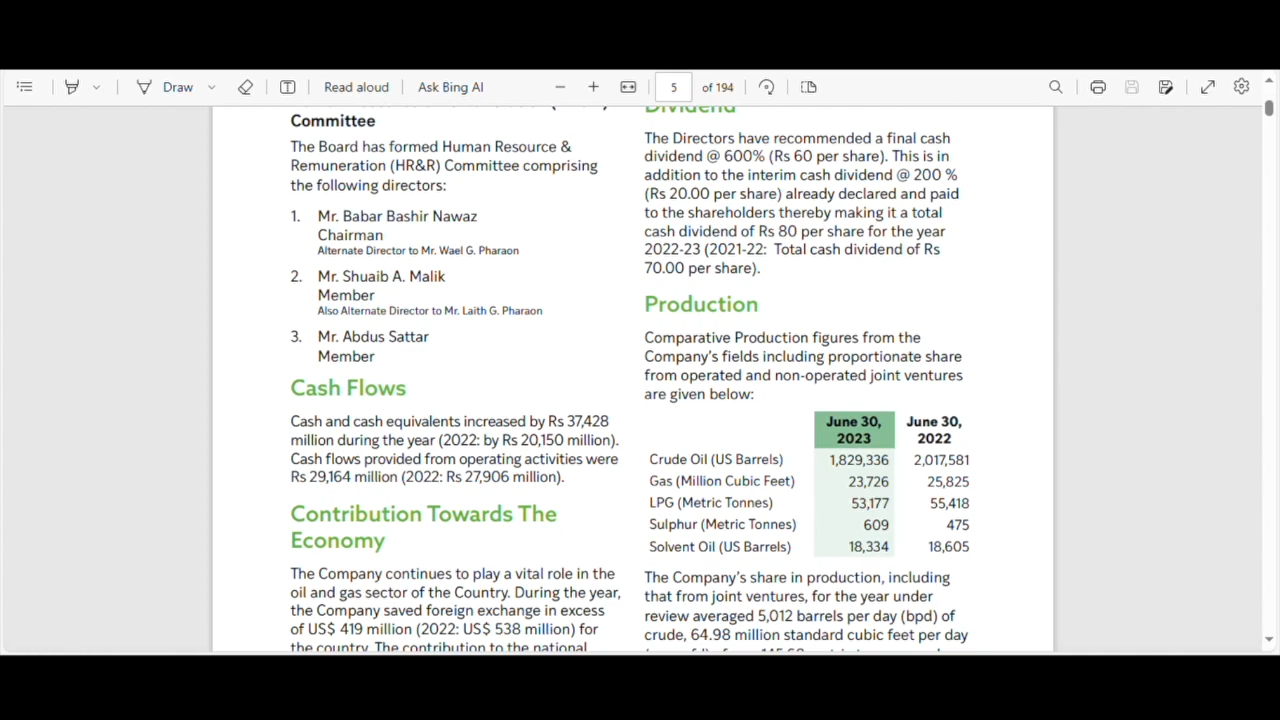 Draw
Read aloud
Ask Bing AI
5
of 194
Committee
The Board has formed Human Resource &
Remuneration (HR&R) Committee comprising
the following directors:
1. Mr. Babar Bashir Nawaz
Chairman
Alternate Director to Mr. Wael G. Pharaon
2. Mr. Shuaib A. Malik
Member
Also Alternate Director to Mr. Laith G. Pharaon
3. Mr. Abdus Sattar
Member
Cash Flows
Cash and cash equivalents increased by Rs 37,428
million during the year (2022: by Rs 20,150 million).
Cash flows provided from operating activities were
Rs 29,164 million (2022: Rs 27,906 million).
Contribution Towards The
Economy
The Company continues to play a vital role in the
oil and gas sector of the Country. During the year,
the Company saved foreign exchange in excess
of US$ 419 million (2022: US$ 538 million) for
the country. The contribution to the national
Dividend
The Directors have recommended a final cash
dividend @ 600% (Rs 60 per share). This is in
addition to the interim cash dividend @ 200 %
(Rs 20.00 per share) already declared and paid
to the shareholders thereby making it a total
cash dividend of Rs 80 per share for the year
2022-23 (2021-22: Total cash dividend of Rs
70.00 per share).
Production
Comparative Production figures from the
Company's fields including proportionate share
from operated and non-operated joint ventures
are given below:
June 30, June 30,
2023 2022
Crude Oil (US Barrels) 1,829,336 2,017,581
Gas (Million Cubic Feet) 23,726 25,825
LPG (Metric Tonnes) 53,177 55,418
Sulphur (Metric Tonnes) 609 475
Solvent Oil (US Barrels) 18,334 18,605
The Company's share in production, including
that from joint ventures, for the year under
review averaged 5,012 barrels per day (bpd) of
crude, 64.98 million standard cubic feet per day